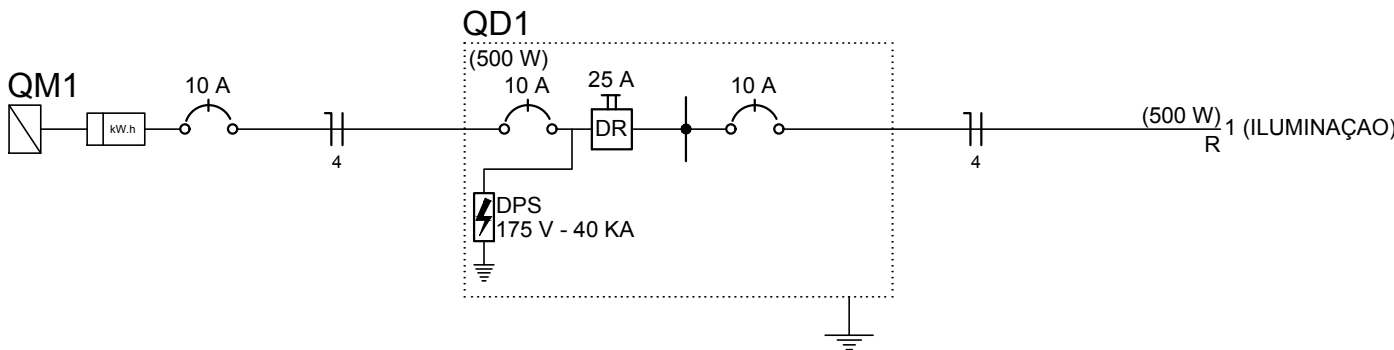 QD1
(500 W)
QM1
10 A
10 A
25 A
10 A
kW.h
DR
(500 W)
1 (ILUMINAÇAO)
R
4
4
DPS
175 V - 40 KA